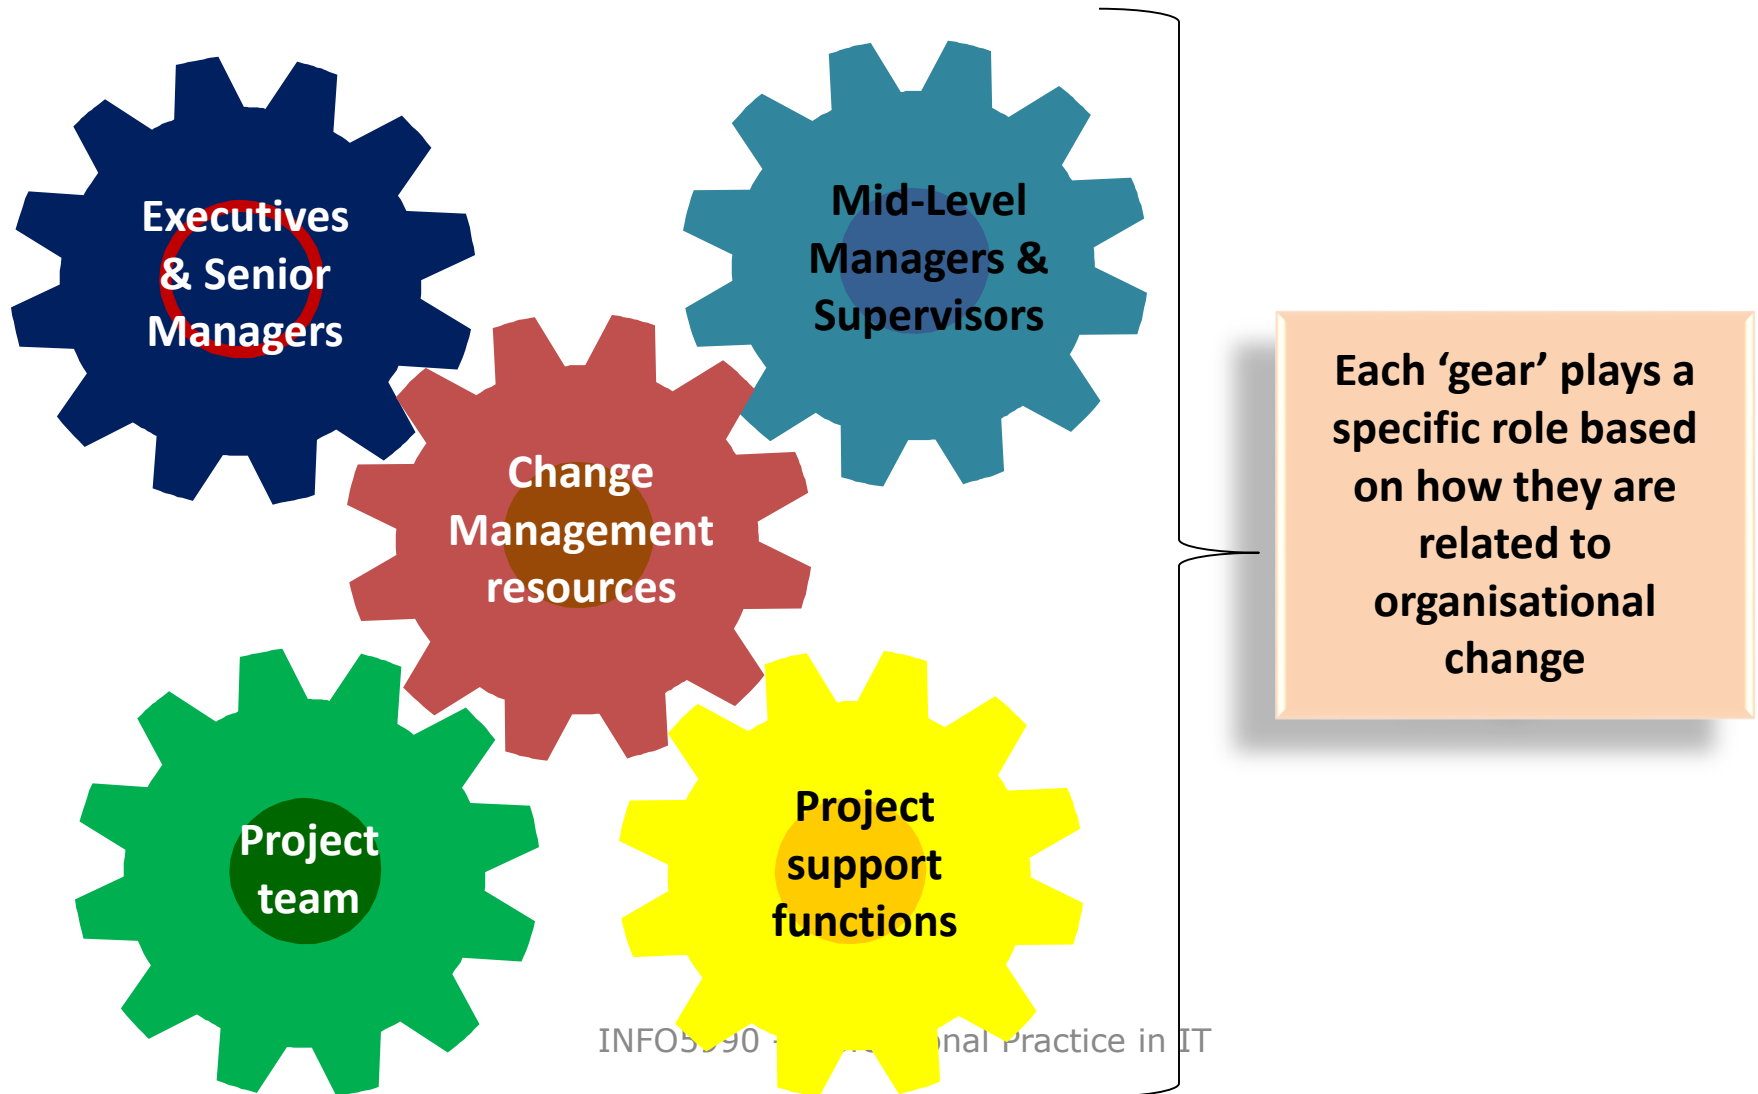 Executives
& Senior
Managers
Mid-Level
Managers &
Supervisors
Change
Management
resources
Project
team
Project
support
functions
Each ‘gear’ plays a
specific role based
on how they are
related to
organisational
change
Practice in IT